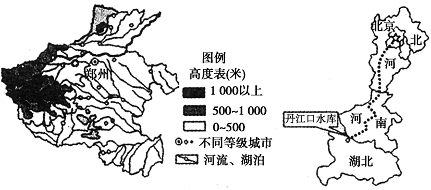 郑州
图例
高度表(米)
1 000以上
500~1 000
0~500
不同等级城市
河流、湖泊
北京
河 北
丹江口水库
河 南
湖北